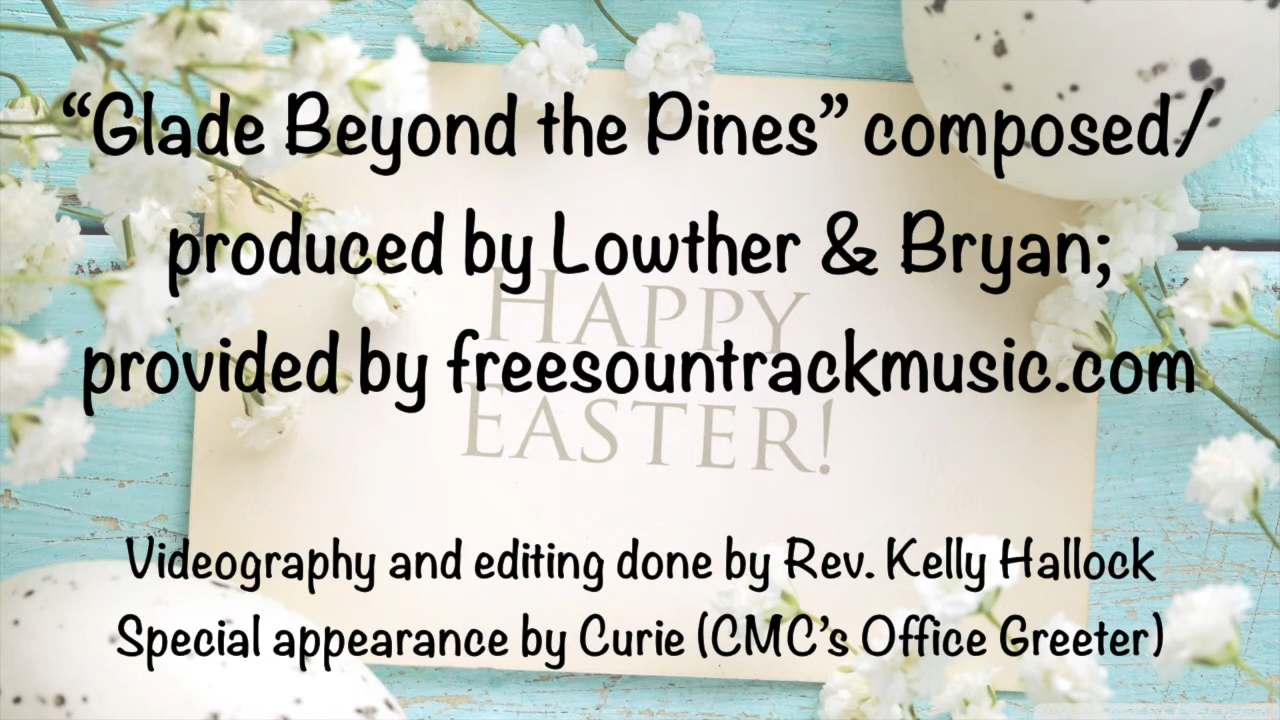 “Glade Beyond the Pines” composed/
produced by Lowther & Bryan;
HAPPY
provided by freesountrackmusic.com
EASTER!
Videography and editing done by Rev. Kelly Hallock
Special appearance by Curie (CMC’s Office Greeter)